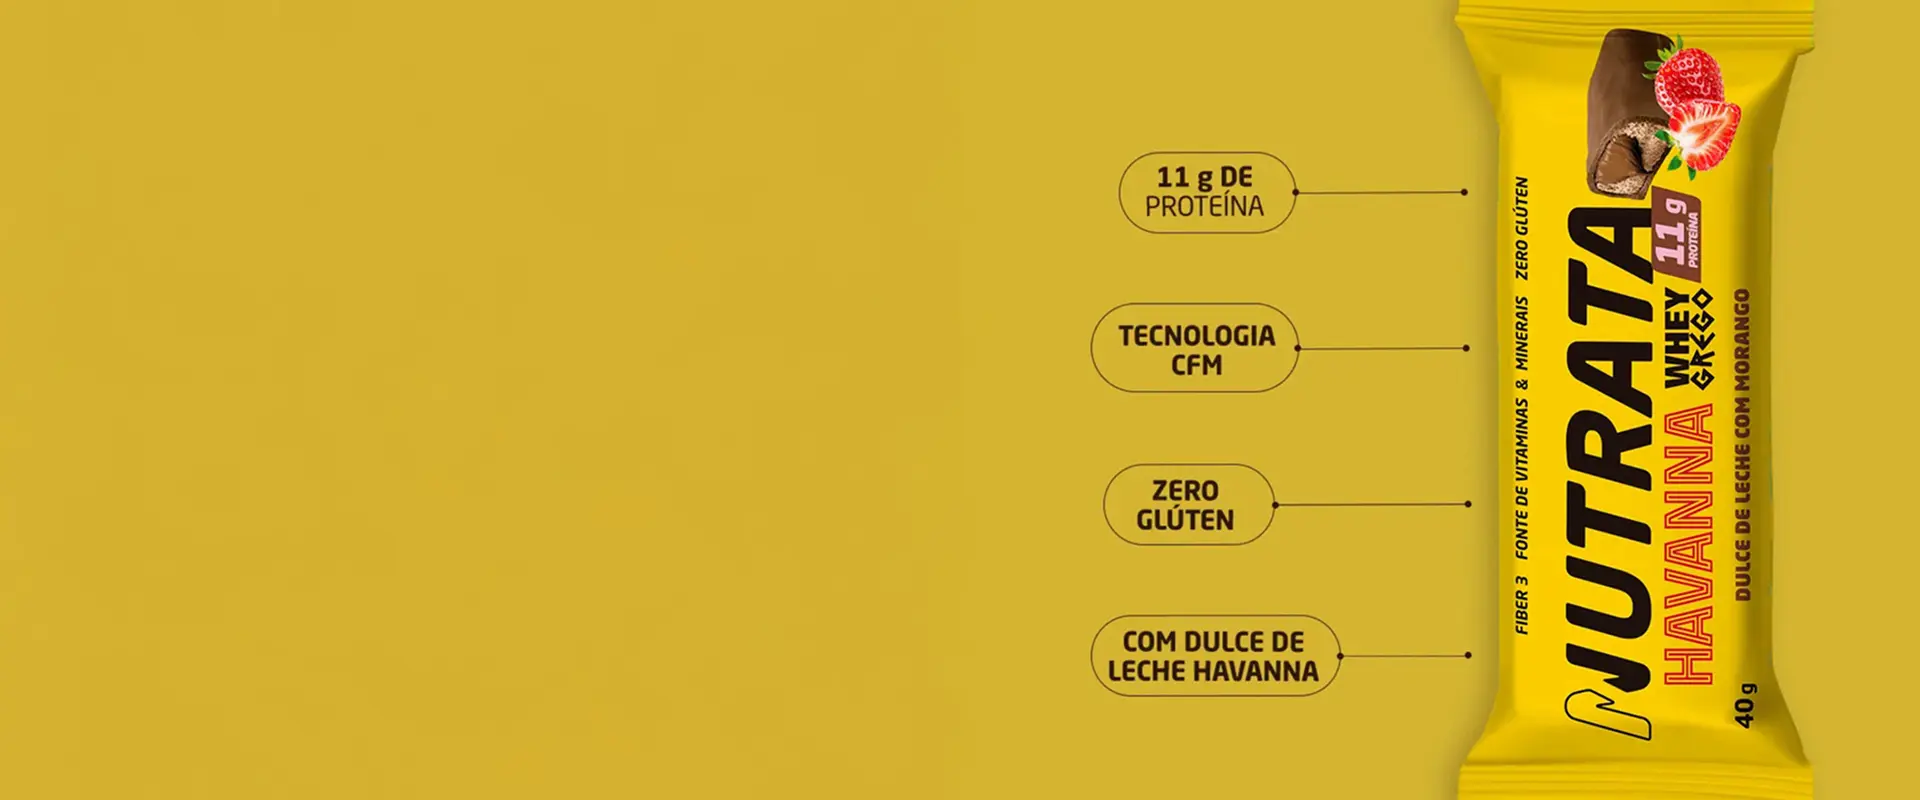 11 g DE
PROTEÍNA
TECNOLOGIA
CFM
ZERO
GLÚTEN
COM DULCE DE
LECHE HAVANNA
FIBER 3 FONTE DE VITAMINAS & MINERAIS ZERO GLÚTEN
NUTRATA
11 g
PROTEÍNA
HAVANNA
WHEY
GREGO
DULCE DE LECHE COM MORANGO
40g